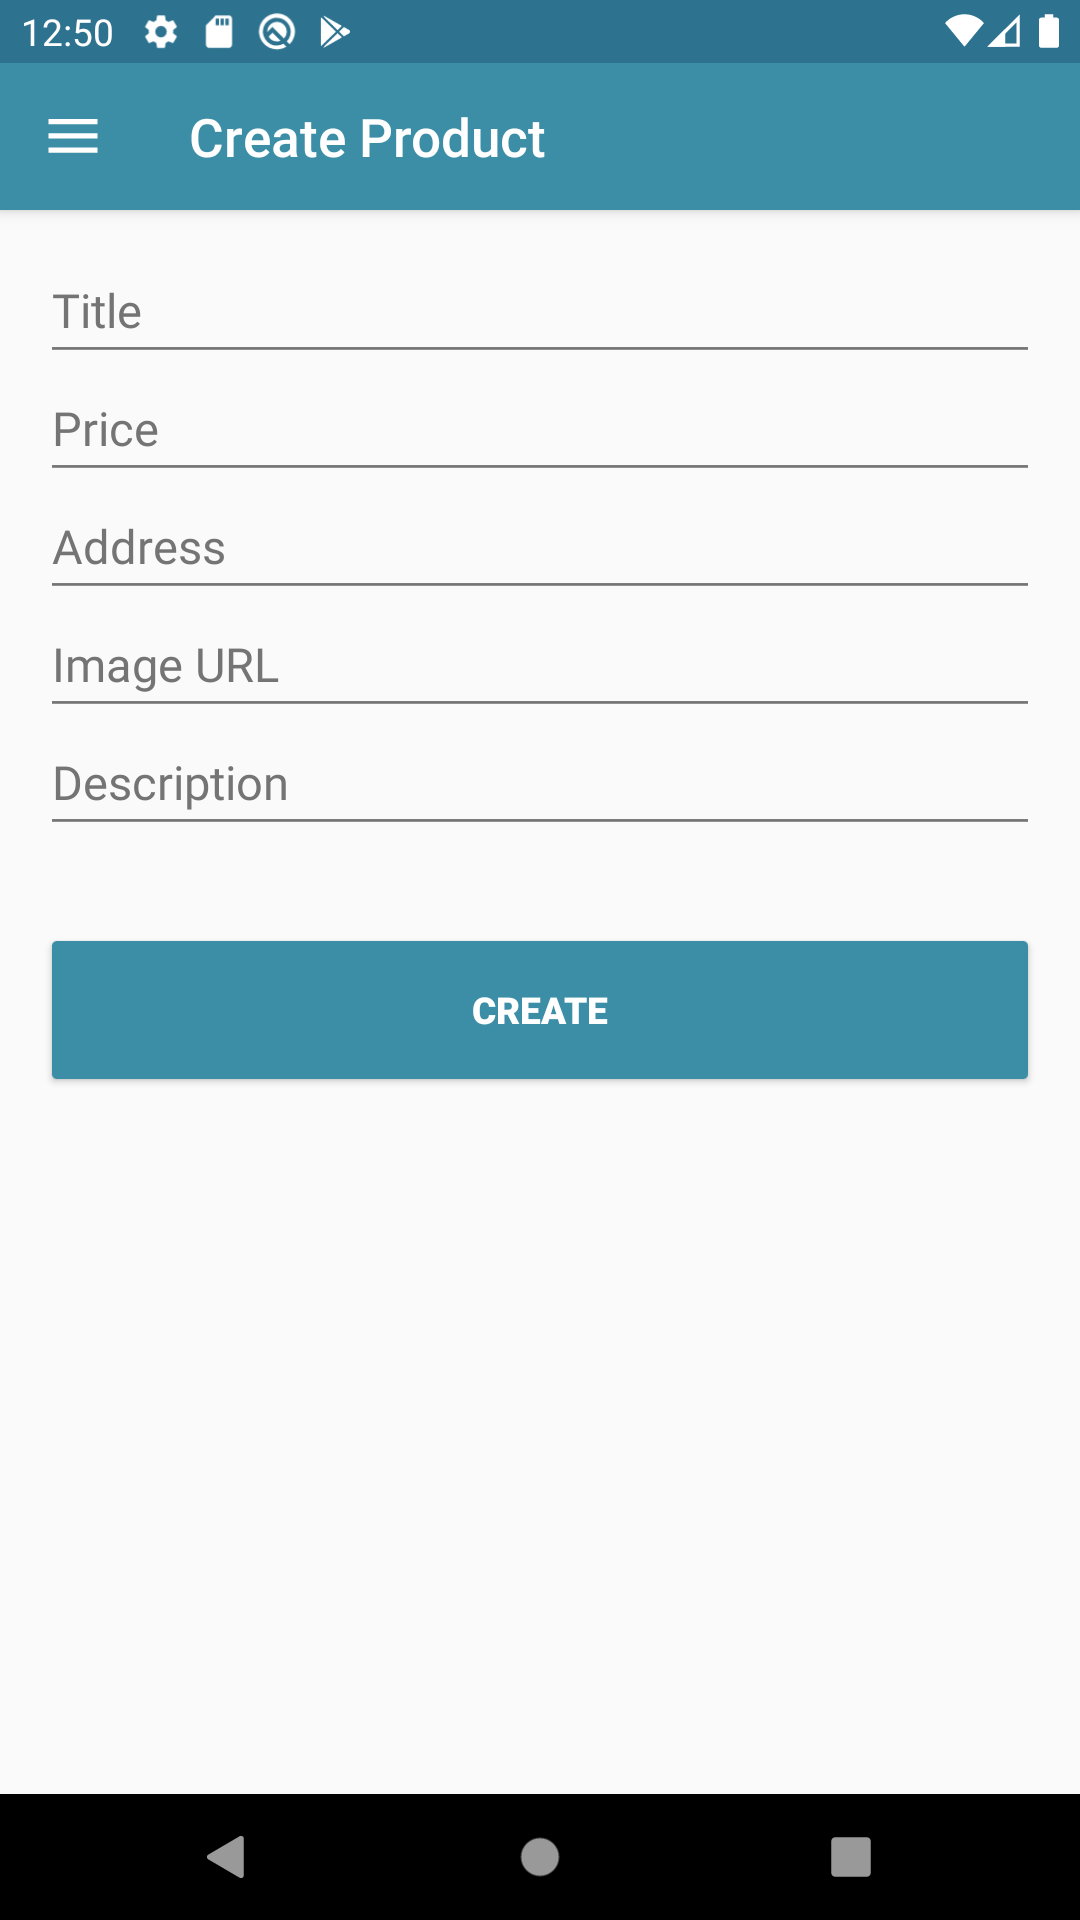 12:50
Create Product
Title
Price
Address
Image URL
Description
CREATE